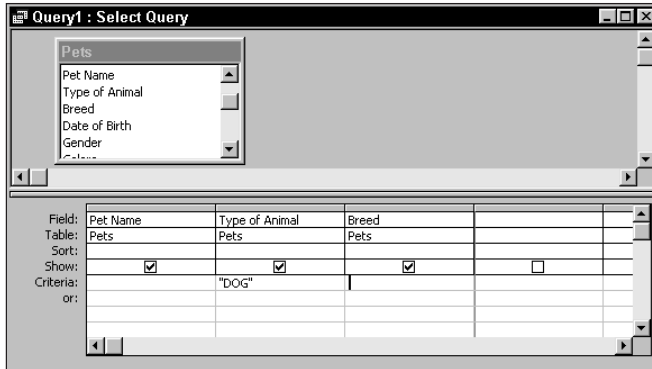 Query1 : Select Query
Pets
Pet Name
Type of Animal
Breed
Date of Birth
Gender
Field: Pet Name Type of Animal Breed
Table: Pets Pets Pets
Sort:
Show:
Criteria: "DOG"
or: